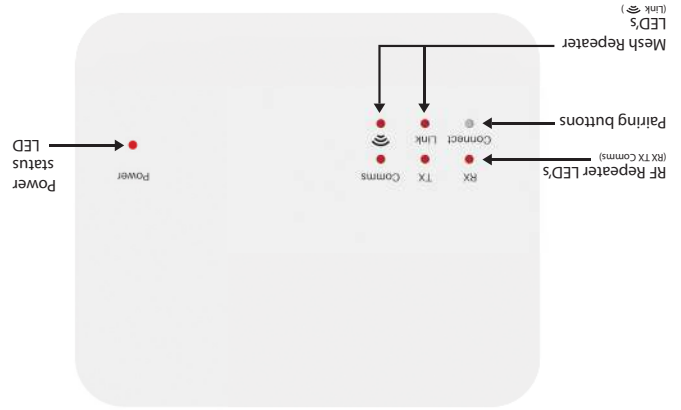 RF Repeater LED's
(RX TX Comms)
Pairing buttons
Mesh Repeater
LED's
(Link )
RX TX Comms
Connect Link
Power
Power
status
LED